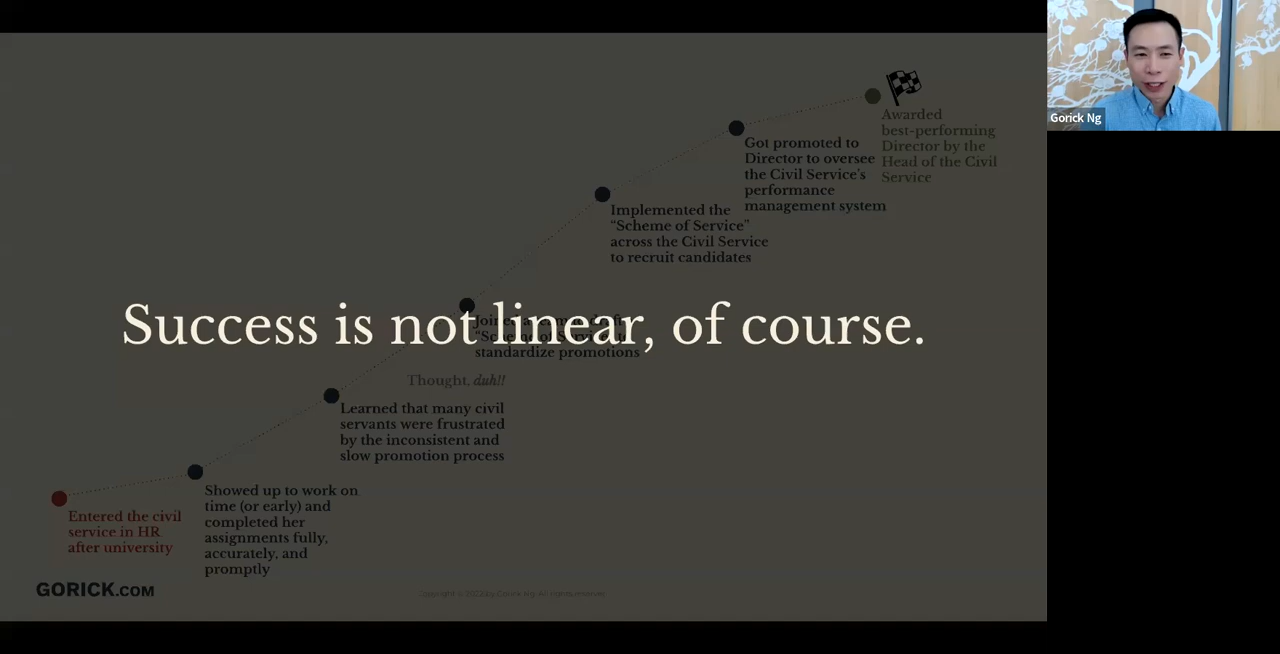 Gorick Ng
Awarded
best-performing
Director by the
Head of the Civil
Service
Got promoted to
Director to oversee
the Civil Service's
performance
management system
Implemented the
“Scheme of Service”
across the Civil Service
to recruit candidates
Success is not linear, of course.
standardize promotions
Thought, duh!!
Learned that many civil
servants were frustrated
by the inconsistent and
slow promotion process
Showed up to work on
time (or early) and
completed her
assignments fully,
accurately, and
promptly
Entered the civil
service in HR
after university
GORICK.COM